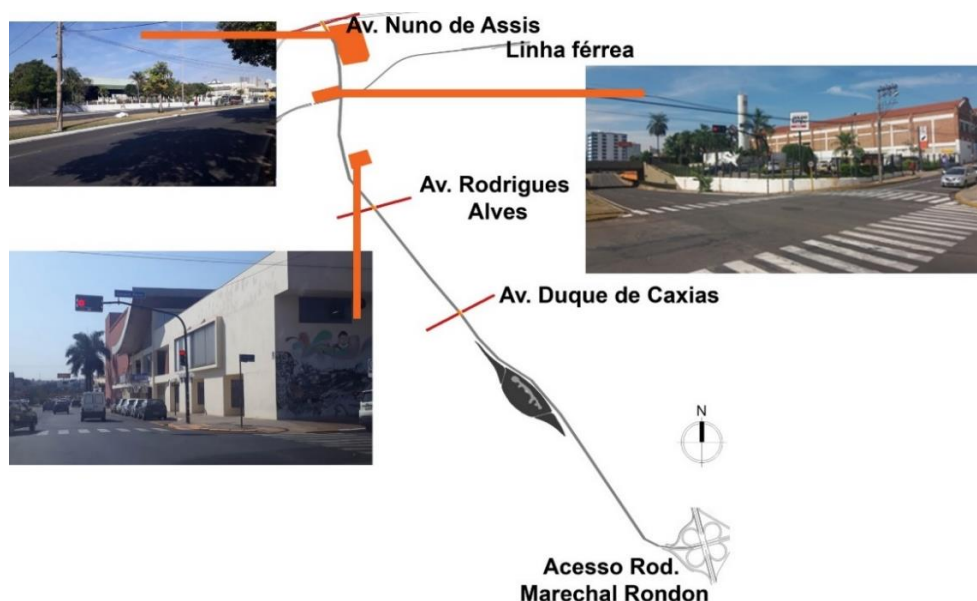 Av. Nuno de Assis
Linha férrea
Av. Rodrigues
Alves
Av. Duque de Caxias
N
Acesso Rod.
Marechal Rondon